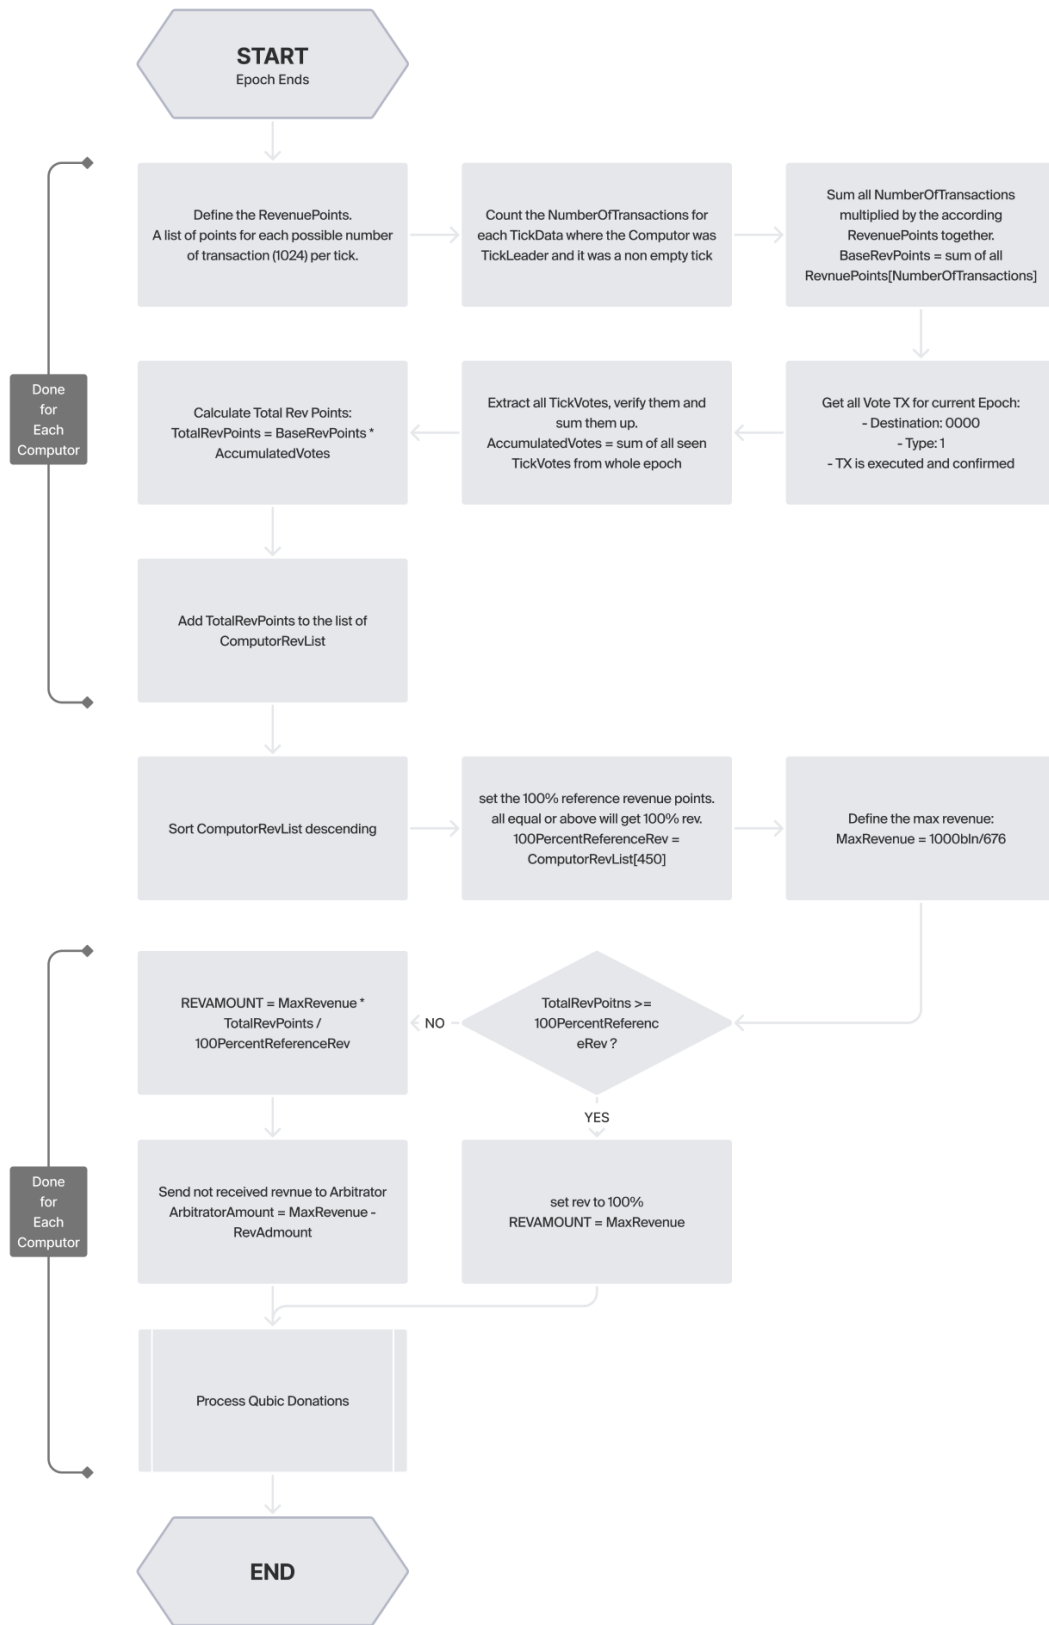 START
Epoch Ends
Define the RevenuePoints.
A list of points for each possible number
of transaction (1024) per tick.
Count the NumberOfTransactions for
each TickData where the Computor was
TickLeader and it was a non empty tick
Sum all NumberOfTransactions
multiplied by the according
RevenuePoints together.
BaseRevPoints = sum of all
RevnuePoints[NumberOfTransactions]
Done
for
Each
Computor
Calculate Total Rev Points:
TotalRevPoints = BaseRevPoints *
AccumulatedVotes
Extract all TickVotes, verify them and
sum them up.
AccumulatedVotes = sum of all seen
TickVotes from whole epoch
Get all Vote TX for current Epoch:
- Destination: 0000
- Type: 1
- TX is executed and confirmed
Add TotalRevPoints to the list of
ComputorRevList
Sort ComputorRevList descending
set the 100% reference revenue points.
all equal or above will get 100% rev.
100PercentReferenceRev =
ComputorRevList[450]
Define the max revenue:
MaxRevenue = 1000bln/676
REVAMOUNT = MaxRevenue *
TotalRevPoints /
100PercentReferenceRev
NO
TotalRevPoitns >=
100PercentReferenc
eRev ?
YES
Done
for
Each
Computor
Send not received revnue to Arbitrator
ArbitratorAmount = MaxRevenue -
RevAdmount
set rev to 100%
REVAMOUNT = MaxRevenue
Process Qubic Donations
END